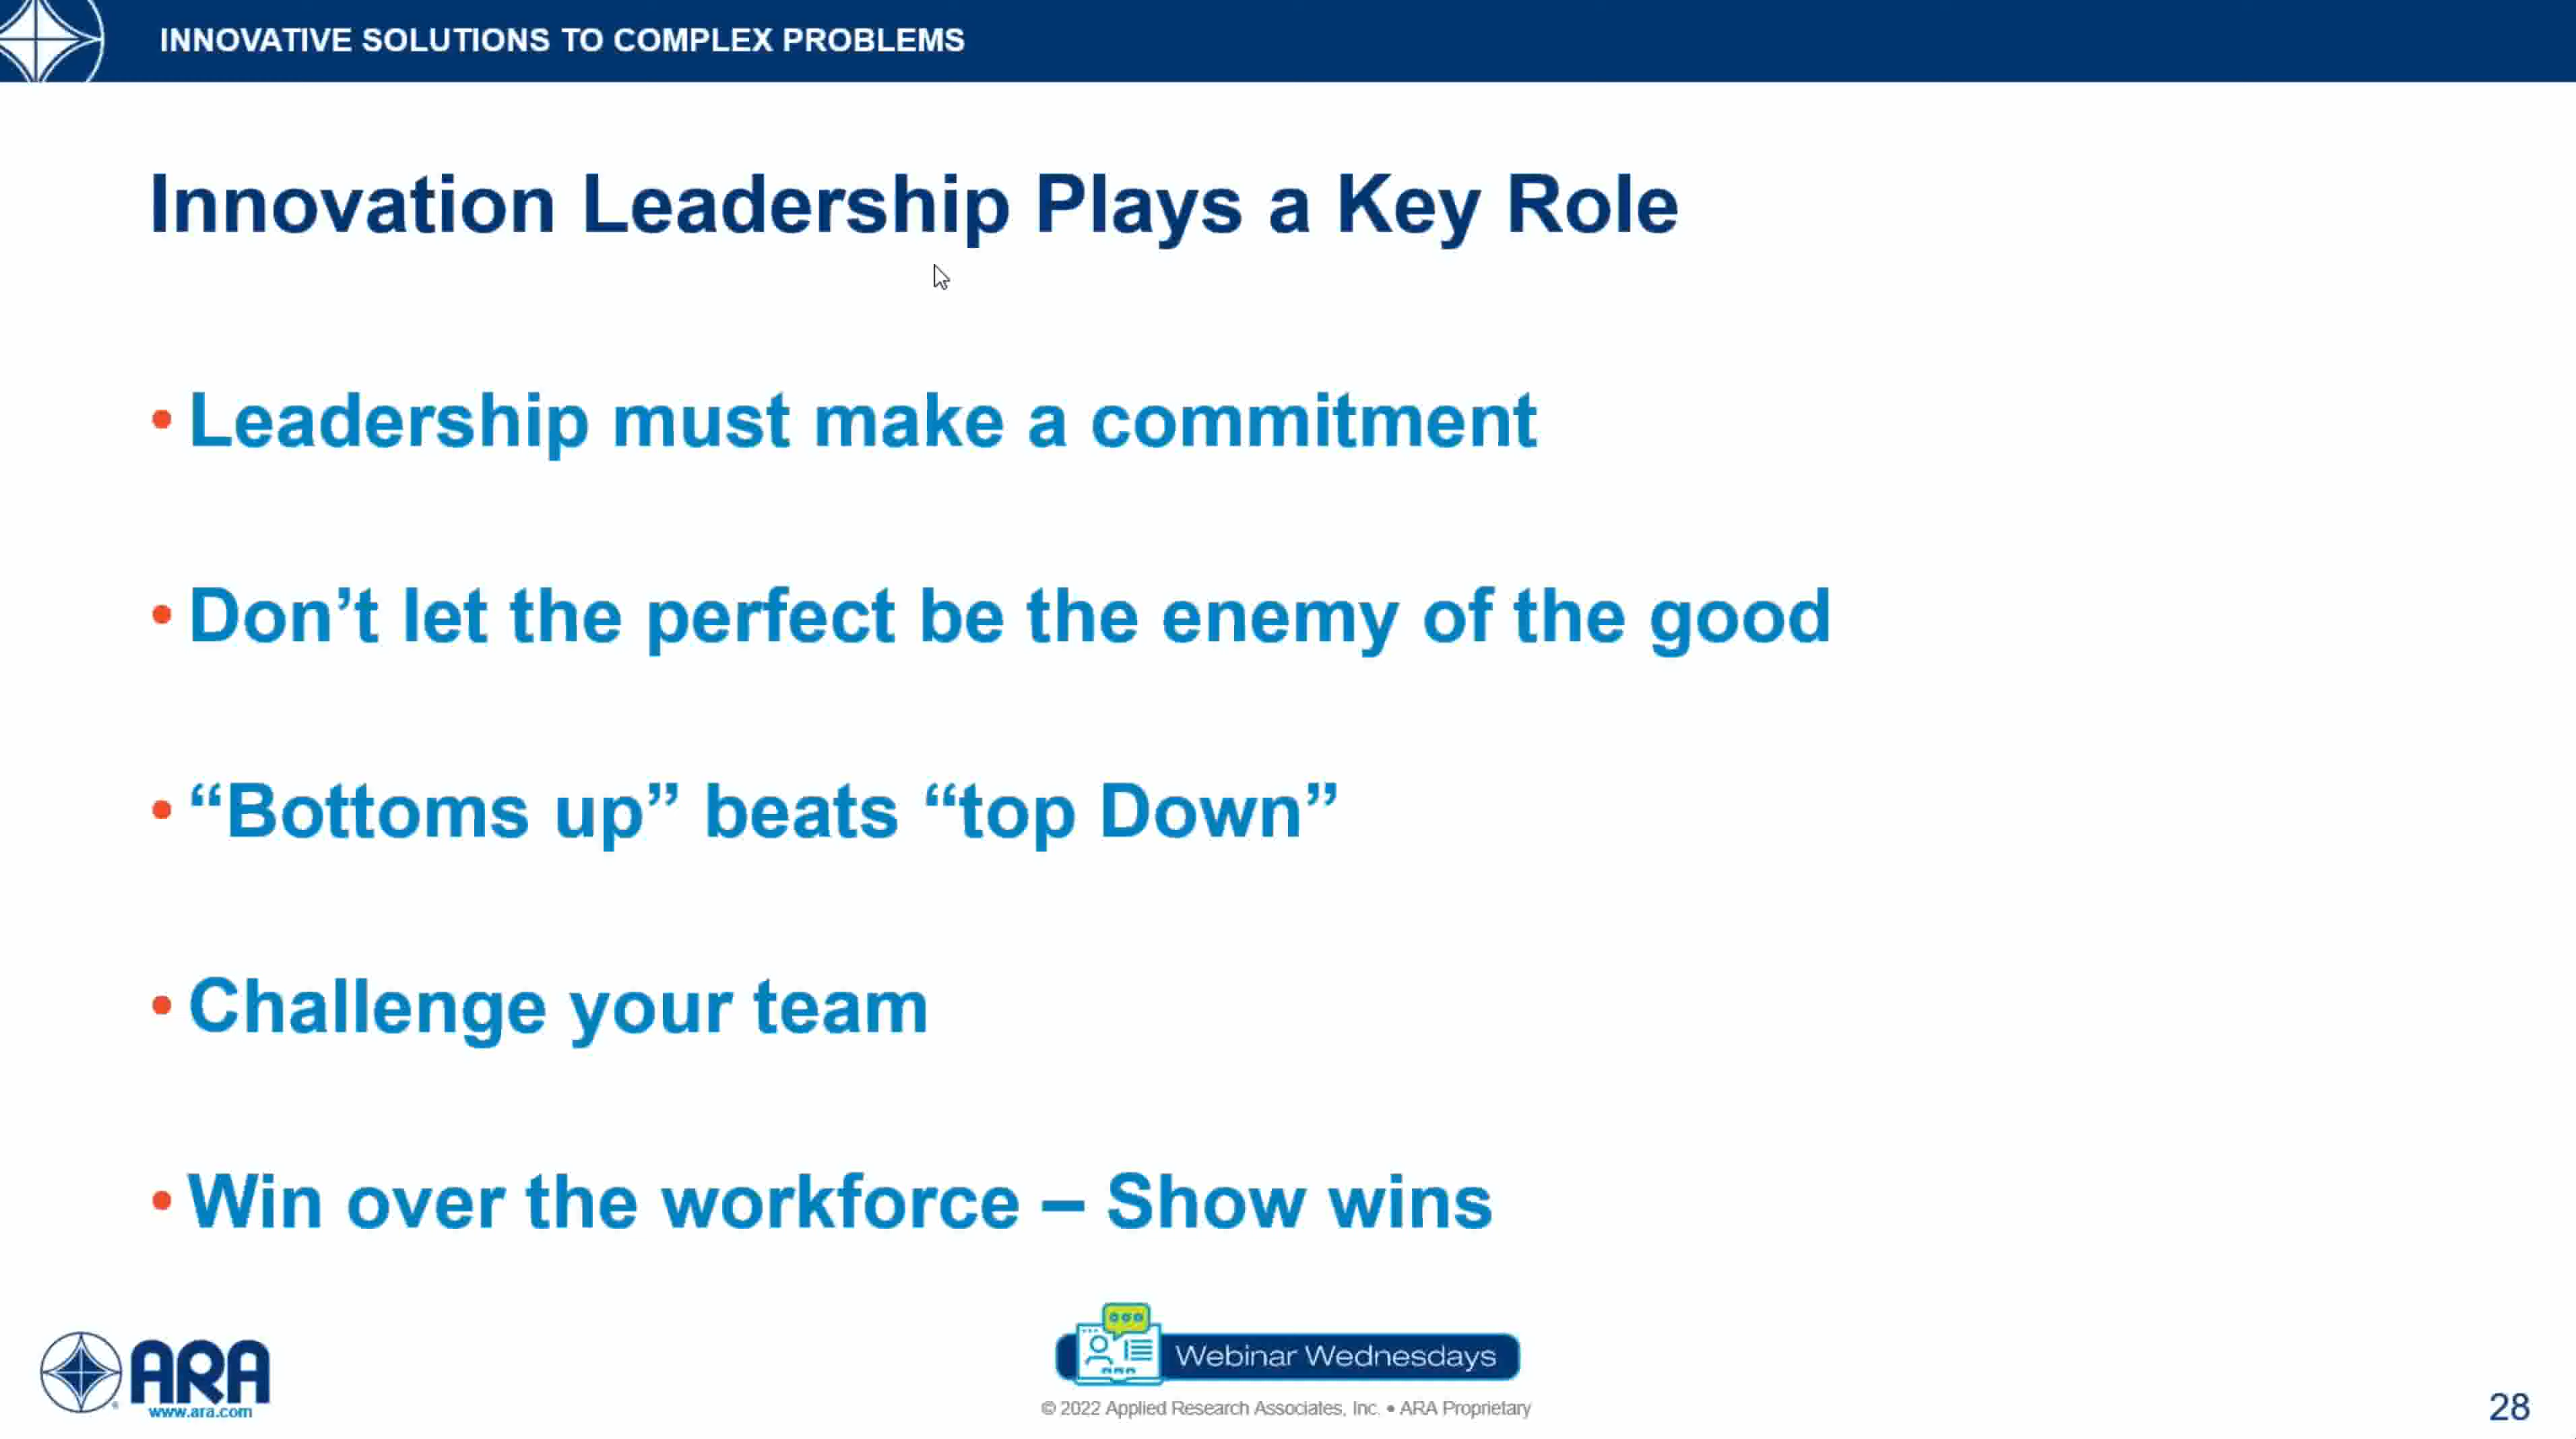 INNOVATIVE SOLUTIONS TO COMPLEX PROBLEMS
Innovation Leadership Plays a Key Role
• Leadership must make a commitment
• Don’t let the perfect be the enemy of the good
• “Bottoms up” beats “top Down”
• Challenge your team
• Win over the workforce – Show wins
ARA
www.ara.com
Webinar Wednesdays
© 2022 Applied Research Associates, Inc. • ARA Proprietary
28